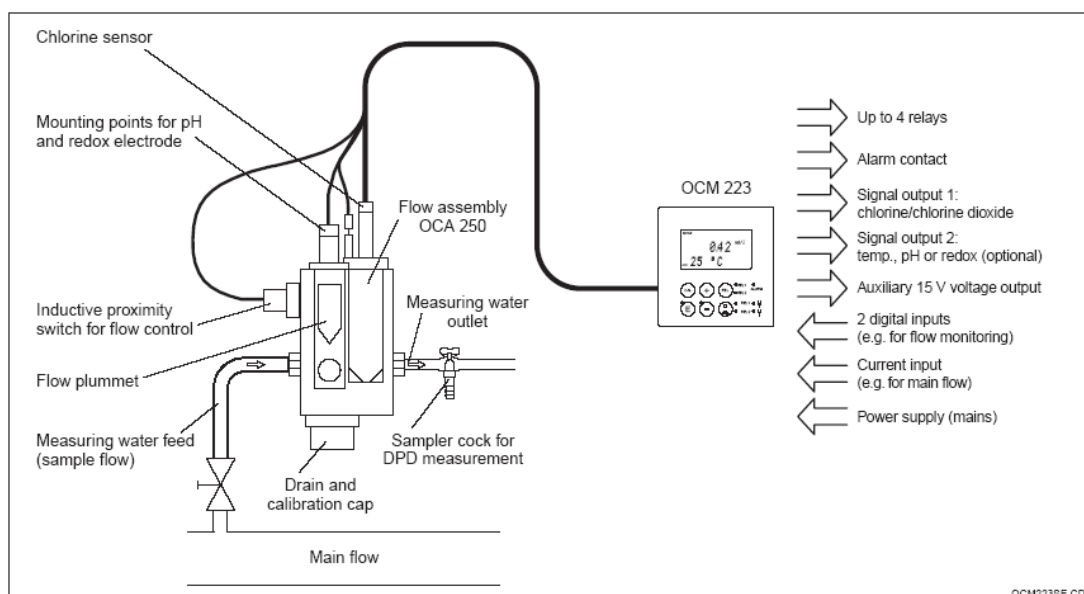 Chlorine sensor
Mounting points for pH
and redox electrode
Flow assembly
OCA 250
Inductive proximity
switch for flow control
Measuring water
outlet
Flow plummet
Measuring water feed
(sample flow)
Sampler cock for
DPD measurement
Drain and
calibration cap
Main flow
OCM 223
0.42
25 °C
Up to 4 relays
Alarm contact
Signal output 1:
chlorine/chlorine dioxide
Signal output 2:
temp., pH or redox (optional)
Auxiliary 15 V voltage output
2 digital inputs
(e.g. for flow monitoring)
Current input
(e.g. for main flow)
Power supply (mains)